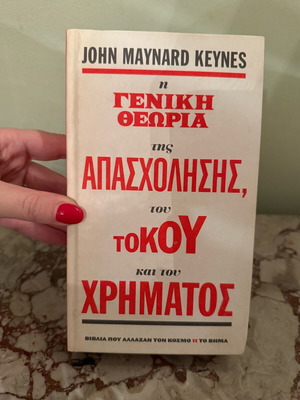 JOHN MAYNARD KEYNES
η
ΓΕΝΙΚΗ
ΘΕΩΡΙΑ
της
ΑΠΑΣΧΟΛΗΣΗΣ,
του
ΤΟΚΟΥ
και του
ΧΡΗΜΑΤΟΣ
ΒΙΒΛΙΑ ΠΟΥ ΑΛΛΑΞΑΝ ΤΟΝ ΚΟΣΜΟ ΤΟ ΒΗΜΑ